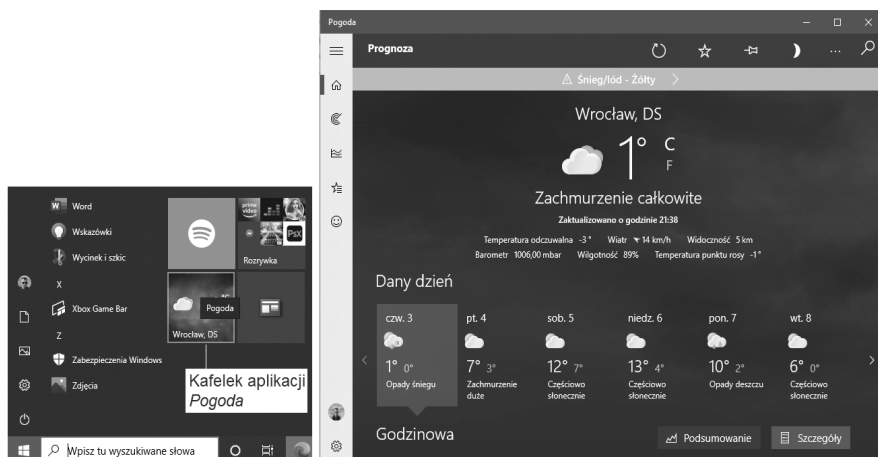 Word
Wskazówki
Wycinek i szkic
X
Xbox Game Bar
Z
Zabezpieczenia Windows
Zdjęcia
prime video
PsX
Rozrywka
Pogoda
Wrocław, DS
Kafelek aplikacji
Pogoda
Wpisz tu wyszukiwane słowa
Pogoda
Prognoza
Śnieg/lód - Żółty
Wrocław, DS
1° C
F
Zachmurzenie całkowite
Zaktualizowano o godzinie 21:38
Temperatura odczuwalna -3° Wiatr 14 km/h Widoczność 5 km
Barometr 1006,00 mbar Wilgotność 89% Temperatura punktu rosy -1°
Dany dzień
czw. 3 pt. 4 sob. 5 niedz. 6 pon. 7 wt. 8
1° 0° 7° 3° 12° 7° 13° 4° 10° 2° 6° 0°
Opady śniegu Zachmurzenie duże Częściowo słonecznie Częściowo słonecznie Opady deszczu Częściowo słonecznie
Godzinowa
Podsumowanie Szczegóły